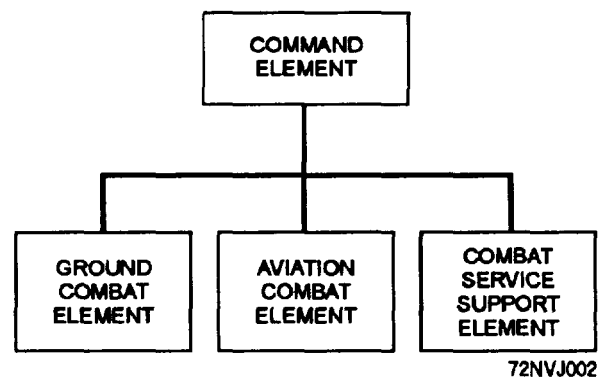 COMMAND
ELEMENT
GROUND
COMBAT
ELEMENT
AVIATION
COMBAT
ELEMENT
COMBAT
SERVICE
SUPPORT
ELEMENT
72NVJ002